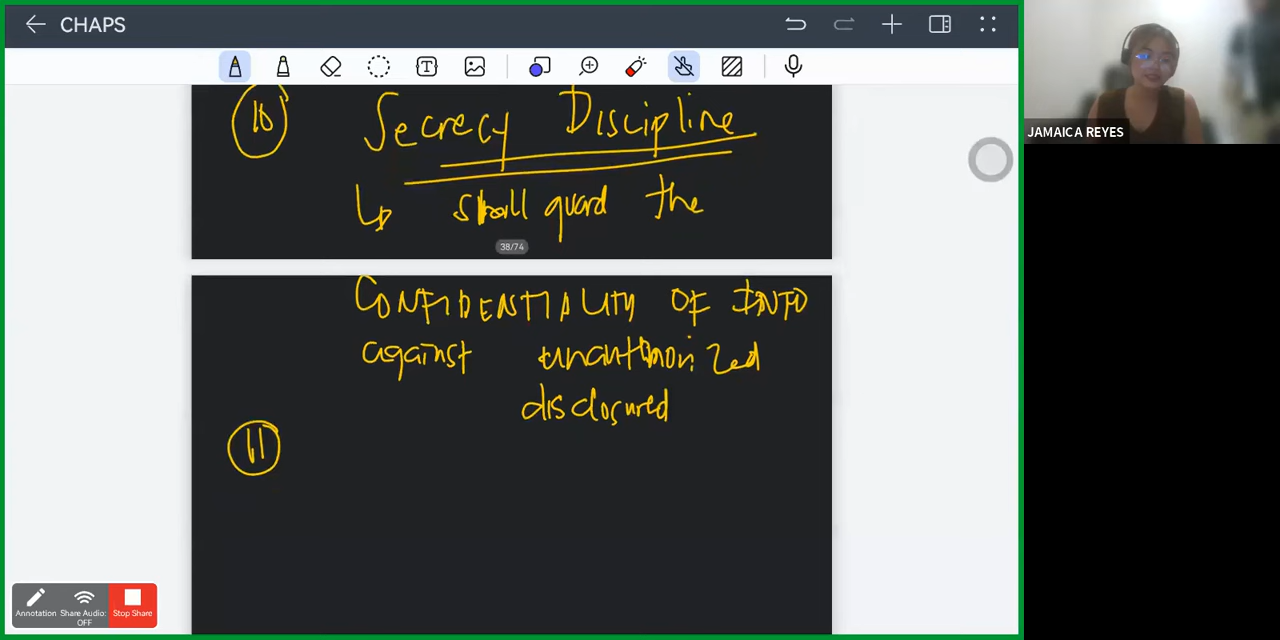 CHAPS
JAMAICA REYES
10 Secrecy Discipline
↳ shall guard the
38/74
CONFIDENTIALITY OF INFO
against unauthorized
disclosured
11
Annotation
Share Audio: OFF
Stop Share